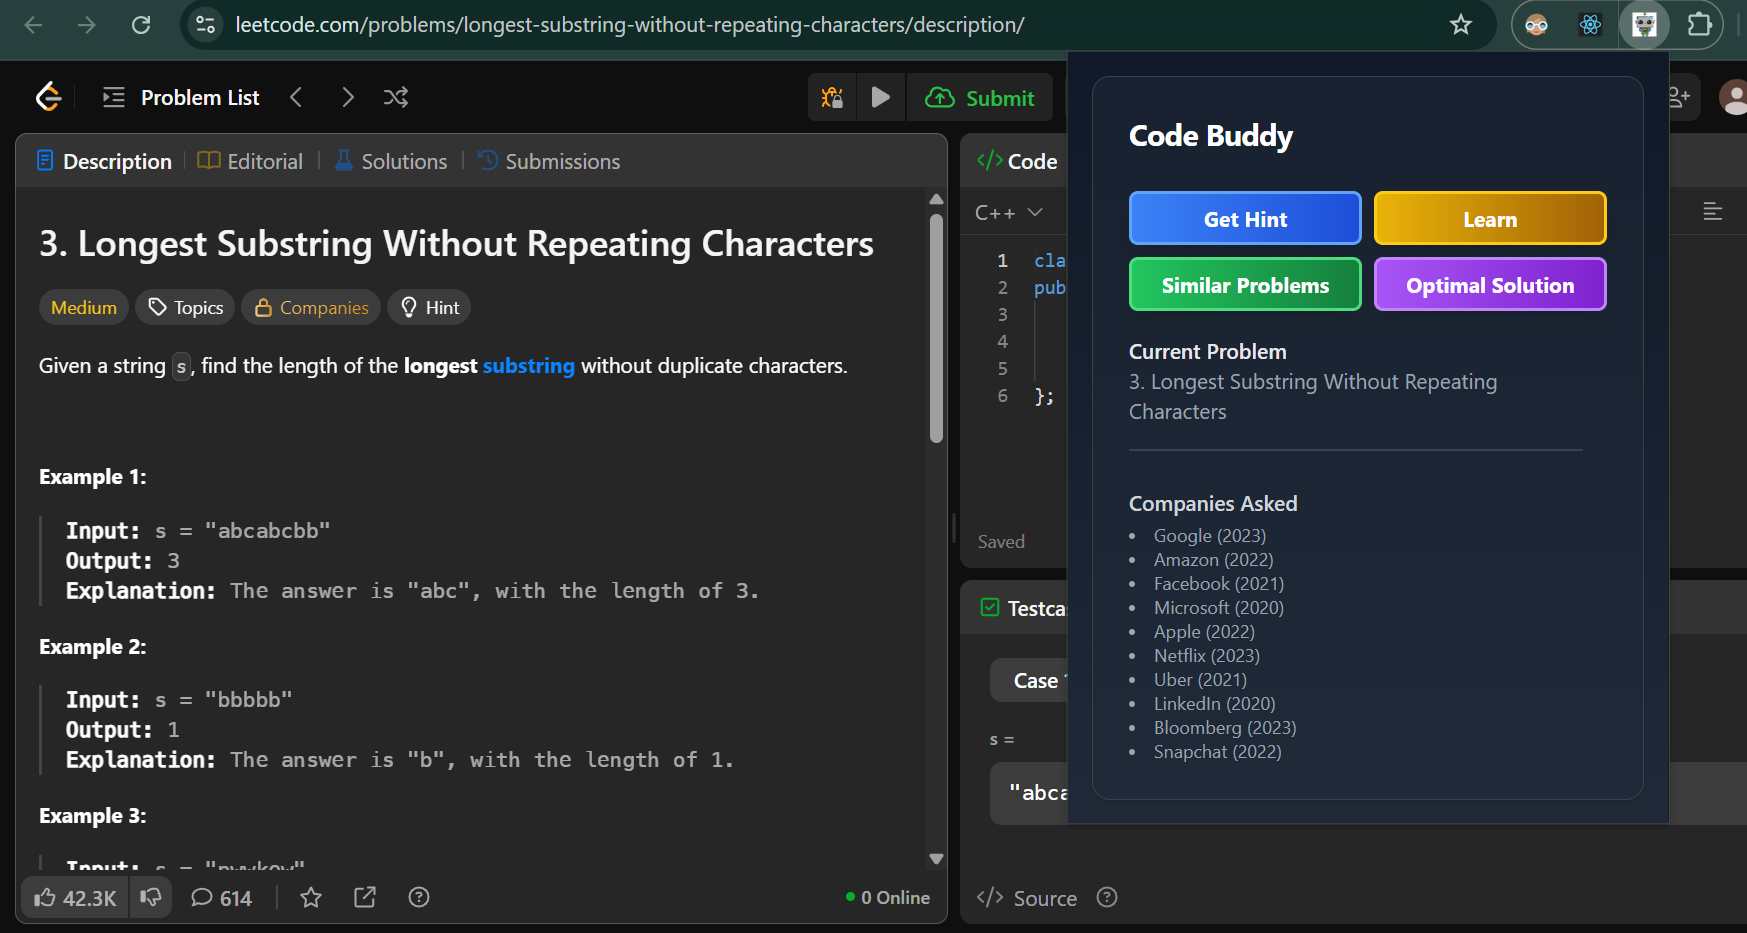 leetcode.com/problems/longest-substring-without-repeating-characters/description/
Problem List
Submit
Description
Editorial
Solutions
Submissions
3. Longest Substring Without Repeating Characters
Medium
Topics
Companies
Hint
Given a string s, find the length of the longest substring without duplicate characters.
Example 1:
Input: s = "abcabcbb"
Output: 3
Explanation: The answer is "abc", with the length of 3.
Example 2:
Input: s = "bbbbb"
Output: 1
Explanation: The answer is "b", with the length of 1.
Example 3:
Input: s = "pwwkew"
42.3K
614
0 Online
</> Code
C++
1 cla
2 pub
3
4
5
6 };
Saved
Testca
Case
s =
"abca
</> Source
Code Buddy
Get Hint
Learn
Similar Problems
Optimal Solution
Current Problem
3. Longest Substring Without Repeating
Characters
Companies Asked
• Google (2023)
• Amazon (2022)
• Facebook (2021)
• Microsoft (2020)
• Apple (2022)
• Netflix (2023)
• Uber (2021)
• LinkedIn (2020)
• Bloomberg (2023)
• Snapchat (2022)